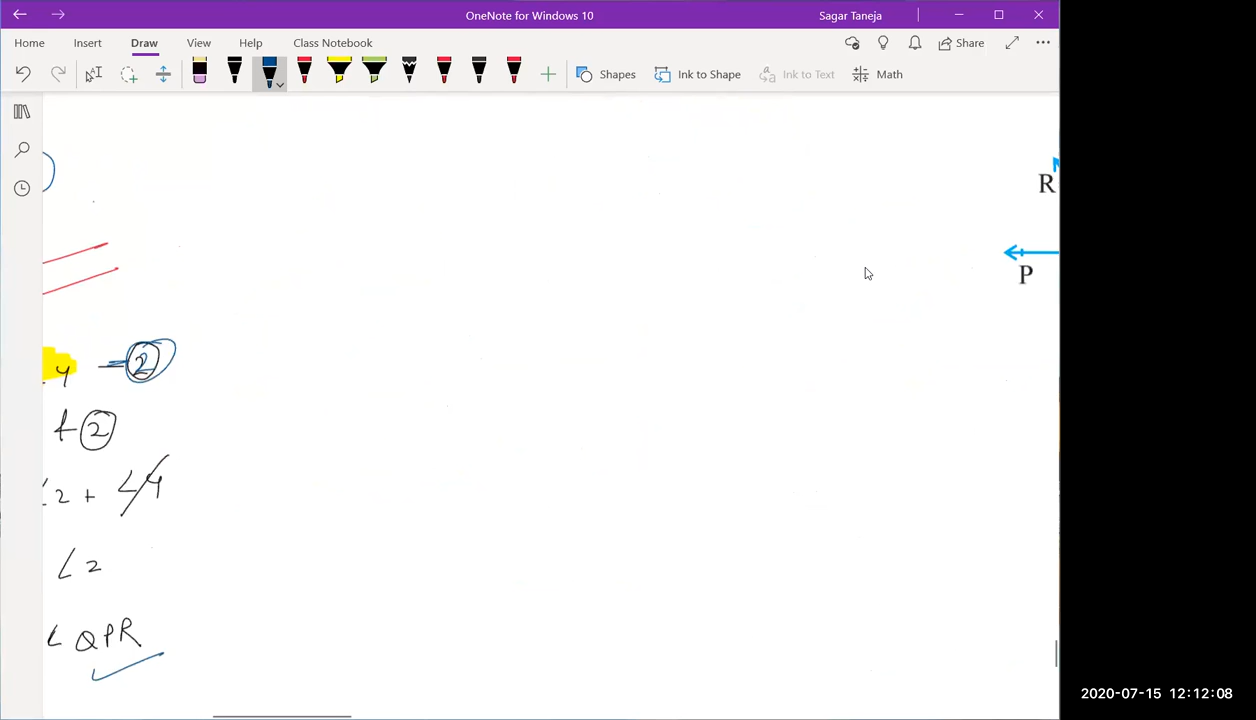 OneNote for Windows 10
Sagar Taneja
Home Insert Draw View Help Class Notebook Share
Shapes Ink to Shape Ink to Text Math
R
P
4 = 2
+ 2
∠2 + ∠4
∠2
∠QPR
2020-07-15 12:12:08